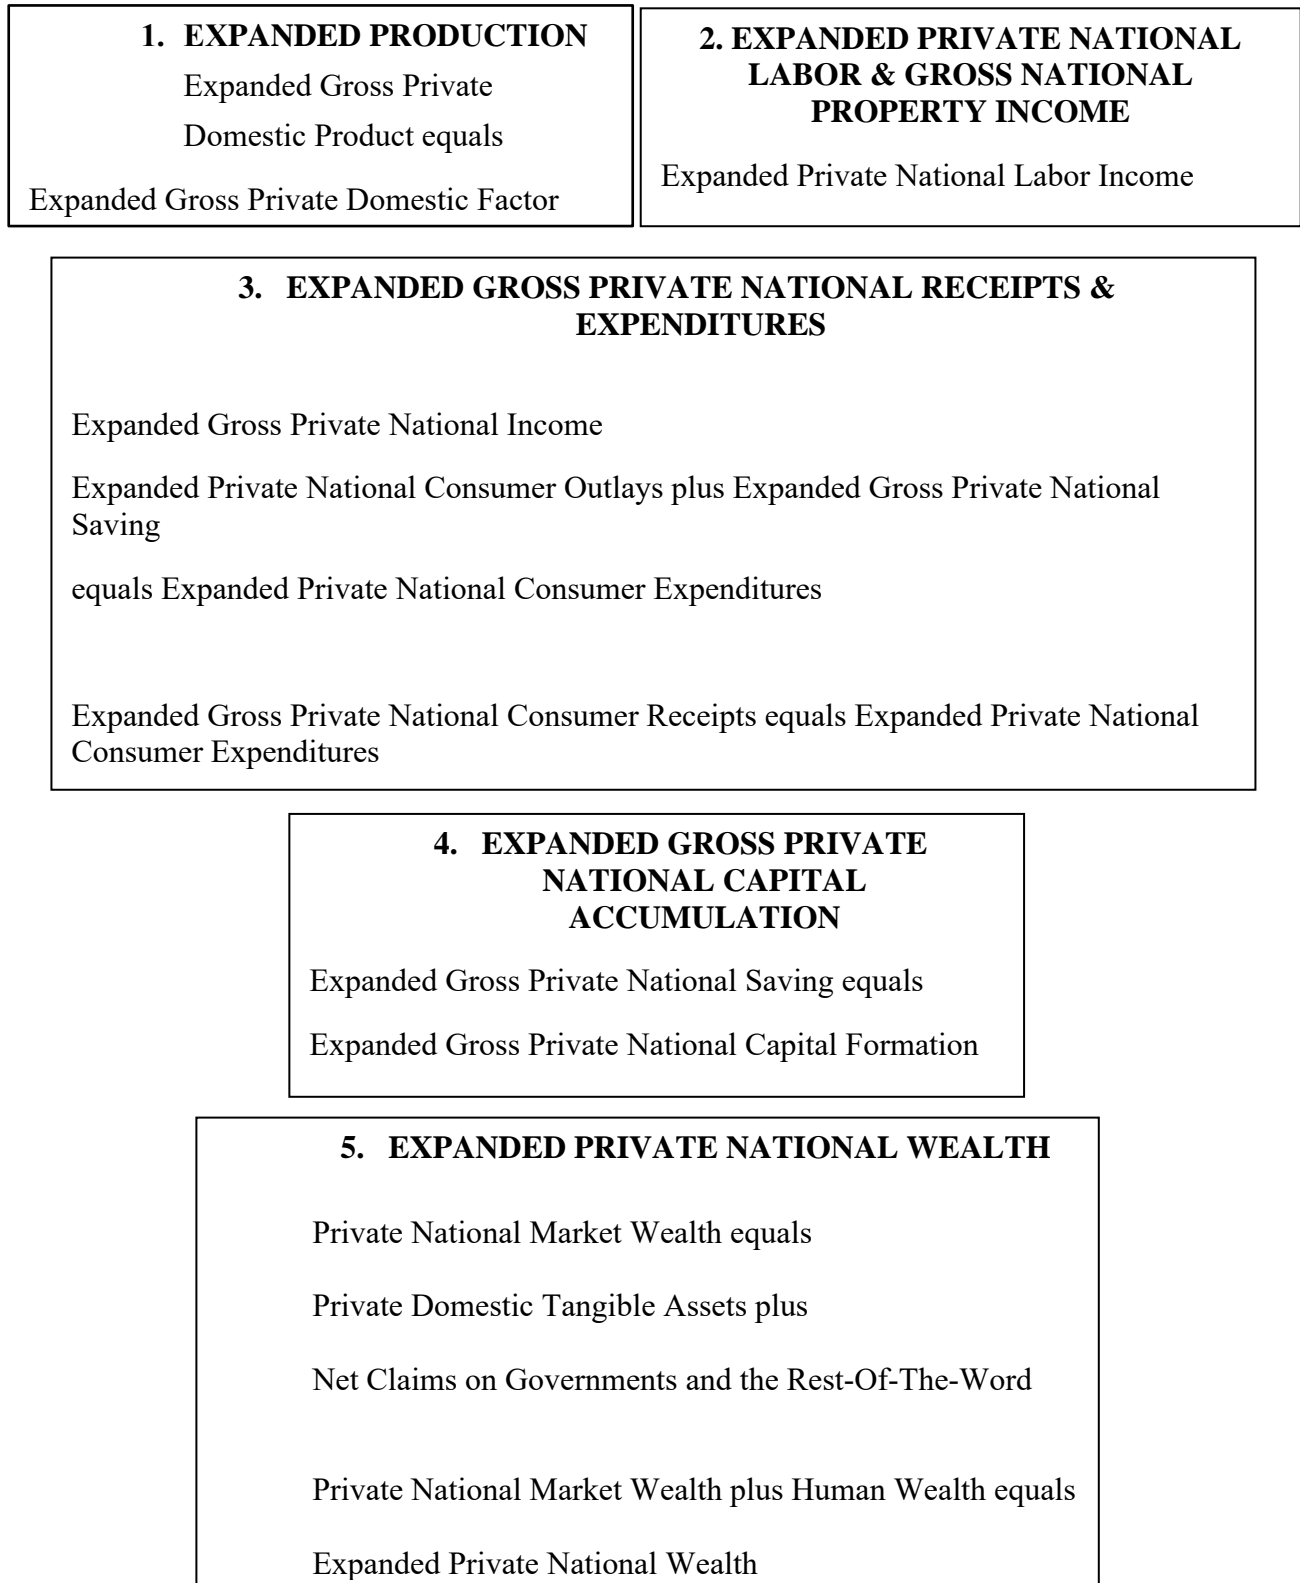 1. EXPANDED PRODUCTION
Expanded Gross Private
Domestic Product equals
Expanded Gross Private Domestic Factor
2. EXPANDED PRIVATE NATIONAL
LABOR & GROSS NATIONAL
PROPERTY INCOME
Expanded Private National Labor Income
3. EXPANDED GROSS PRIVATE NATIONAL RECEIPTS &
EXPENDITURES
Expanded Gross Private National Income
Expanded Private National Consumer Outlays plus Expanded Gross Private National
Saving
equals Expanded Private National Consumer Expenditures
Expanded Gross Private National Consumer Receipts equals Expanded Private National
Consumer Expenditures
4. EXPANDED GROSS PRIVATE
NATIONAL CAPITAL
ACCUMULATION
Expanded Gross Private National Saving equals
Expanded Gross Private National Capital Formation
5. EXPANDED PRIVATE NATIONAL WEALTH
Private National Market Wealth equals
Private Domestic Tangible Assets plus
Net Claims on Governments and the Rest-Of-The-Word
Private National Market Wealth plus Human Wealth equals
Expanded Private National Wealth